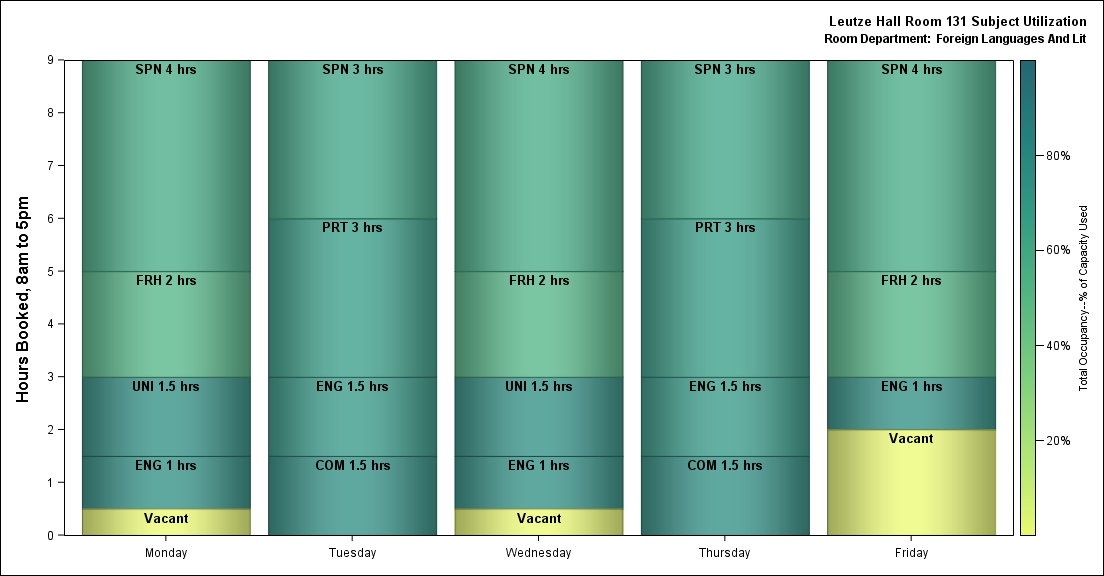 Leutze Hall Room 131 Subject Utilization
Room Department: Foreign Languages And Lit
Hours Booked, 8am to 5pm
9
8
7
6
5
4
3
2
1
0
SPN 4 hrs
FRH 2 hrs
UNI 1.5 hrs
ENG 1 hrs
Vacant
Monday
SPN 3 hrs
PRT 3 hrs
ENG 1.5 hrs
COM 1.5 hrs
Tuesday
SPN 4 hrs
FRH 2 hrs
UNI 1.5 hrs
ENG 1 hrs
Vacant
Wednesday
SPN 3 hrs
PRT 3 hrs
ENG 1.5 hrs
COM 1.5 hrs
Thursday
SPN 4 hrs
FRH 2 hrs
ENG 1 hrs
Vacant
Friday
80%
60%
40%
20%
Total Occupancy--% of Capacity Used